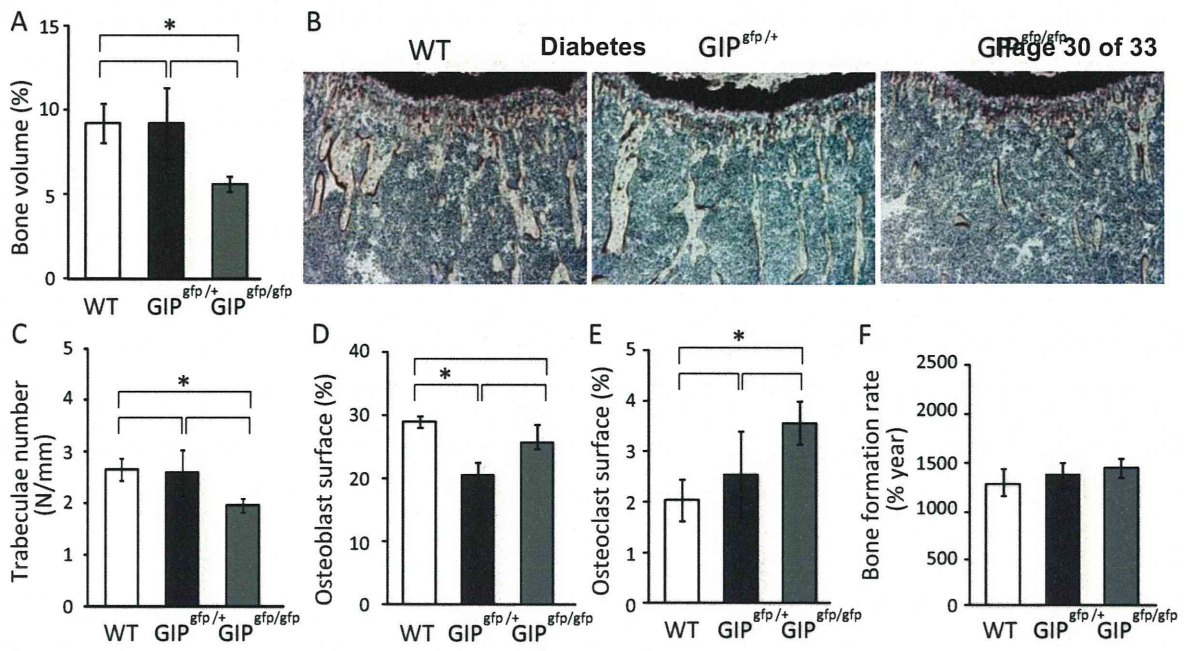 A
15
10
5
0
Bone volume (%)
*
WT GIP gfp/+ GIP gfp/gfp
B
WT
Diabetes
GIP gfp/+
GIP gfp/gfp
Page 30 of 33
C
5
4
3
2
1
0
Trabeculae number
(N/mm)
*
WT GIP gfp/+ GIP gfp/gfp
D
40
30
20
10
0
Osteoblast surface (%)
*
WT GIP gfp/+ GIP gfp/gfp
E
5
4
3
2
1
0
Osteoclast surface (%)
*
WT GIP gfp/+ GIP gfp/gfp
F
2500
2000
1500
1000
500
0
Bone formation rate
(% year)
WT GIP gfp/+ GIP gfp/gfp